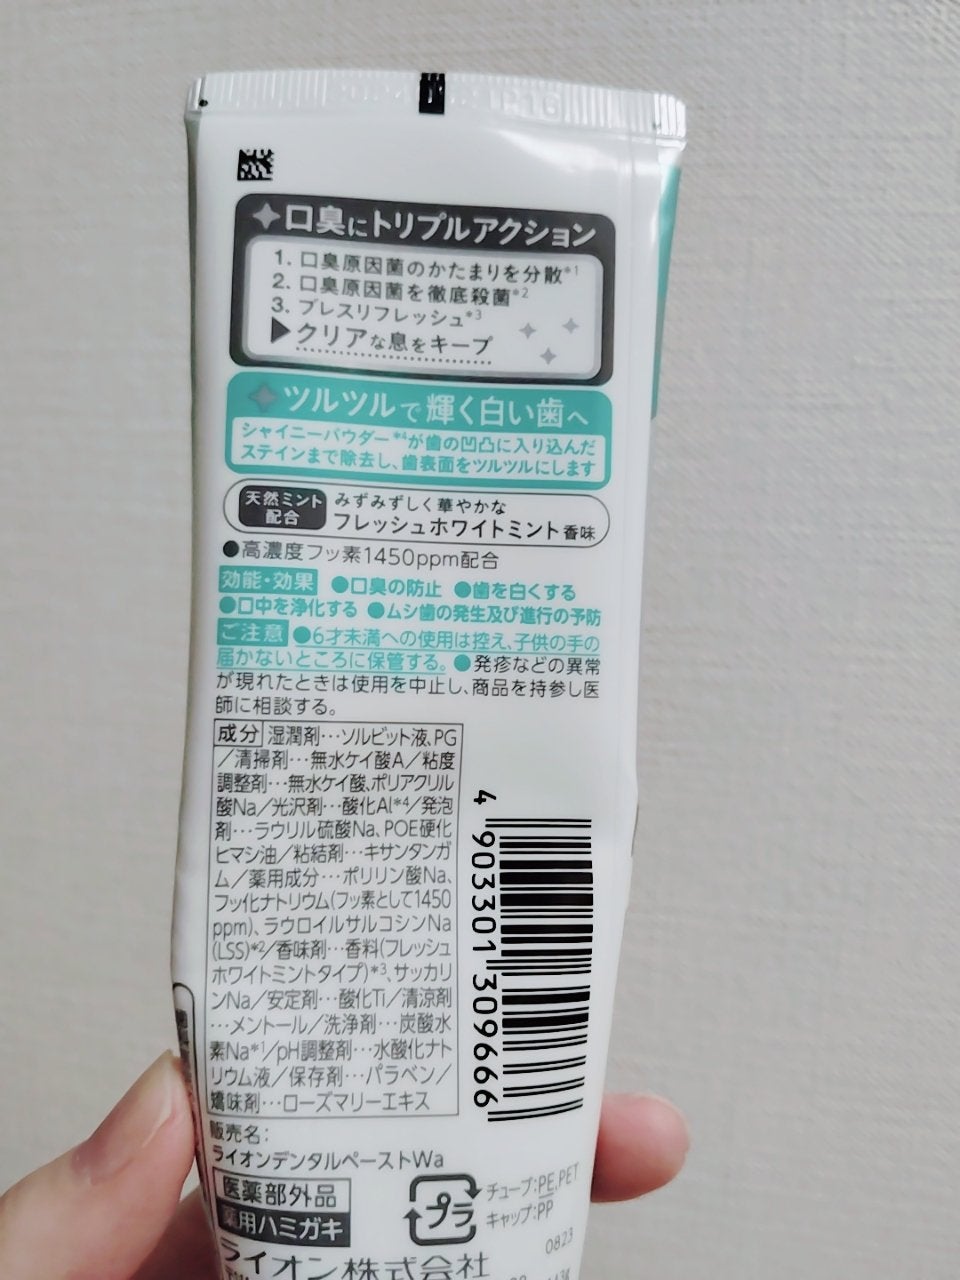 口臭にトリプルアクション
1. 口臭原因菌のかたまりを分散*1
2. 口臭原因菌を徹底殺菌*2
3. ブレスリフレッシュ*3
▶クリアな息をキープ
ツルツルで輝く白い歯へ
シャイニーパウダー*4が歯の凹凸に入り込んだ
ステインまで除去し、歯表面をツルツルにします
天然ミント
配合
みずみずしく華やかな
フレッシュホワイトミント香味
●高濃度フッ素1450ppm配合
効能・効果 ●口臭の防止 ●歯を白くする
●口中を浄化する ●ムシ歯の発生及び進行の予防
ご注意 ●6才未満への使用は控え、子供の手の
届かないところに保管する。●発疹などの異常
が現れたときは使用を中止し、商品を持参し医
師に相談する。
成分 湿潤剤…ソルビット液、PG
/清掃剤…無水ケイ酸A/粘度
調整剤…無水ケイ酸、ポリアクリル
酸Na/光沢剤…酸化Al*4/発泡
剤…ラウリル硫酸Na、POE硬化
ヒマシ油/粘結剤…キサンタンガ
ム/薬用成分…ポリリン酸Na、
フッ化ナトリウム(フッ素として1450
ppm)、ラウロイルサルコシンNa
(LSS)*2/香味剤…香料(フレッシュ
ホワイトミントタイプ)*3、サッカリ
ンNa/安定剤…酸化Ti/清涼剤
…メントール/洗浄剤…炭酸水
素Na*1/pH調整剤…水酸化ナト
リウム液/保存剤…パラベン/
矯味剤…ローズマリーエキス
4 903301 309666
販売名:
ライオンデンタルペーストWa
医薬部外品
薬用ハミガキ
プラ
チューブ:PE,PET
キャップ:PP
0823
ライオン株式会社